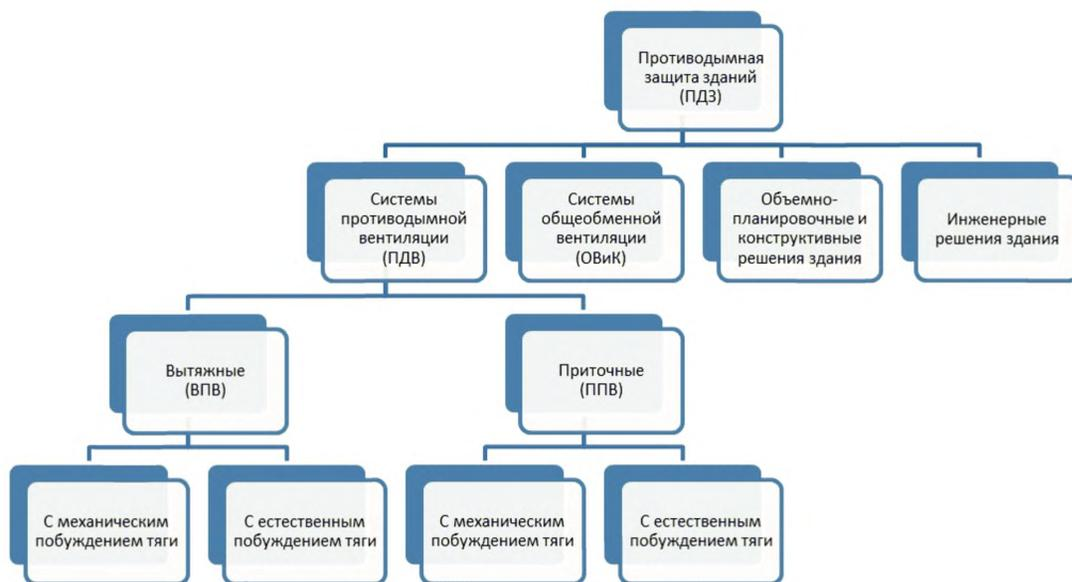 Противодымная
защита зданий
(ПДЗ)
Системы
противодымной
вентиляции
(ПДВ)
Системы
общеобменной
вентиляции
(ОВиК)
Объемно-
планировочные и
конструктивные
решения здания
Инженерные
решения здания
Вытяжные
(ВПВ)
Приточные
(ППВ)
С механическим
побуждением тяги
С естественным
побуждением тяги
С механическим
побуждением тяги
С естественным
побуждением тяги